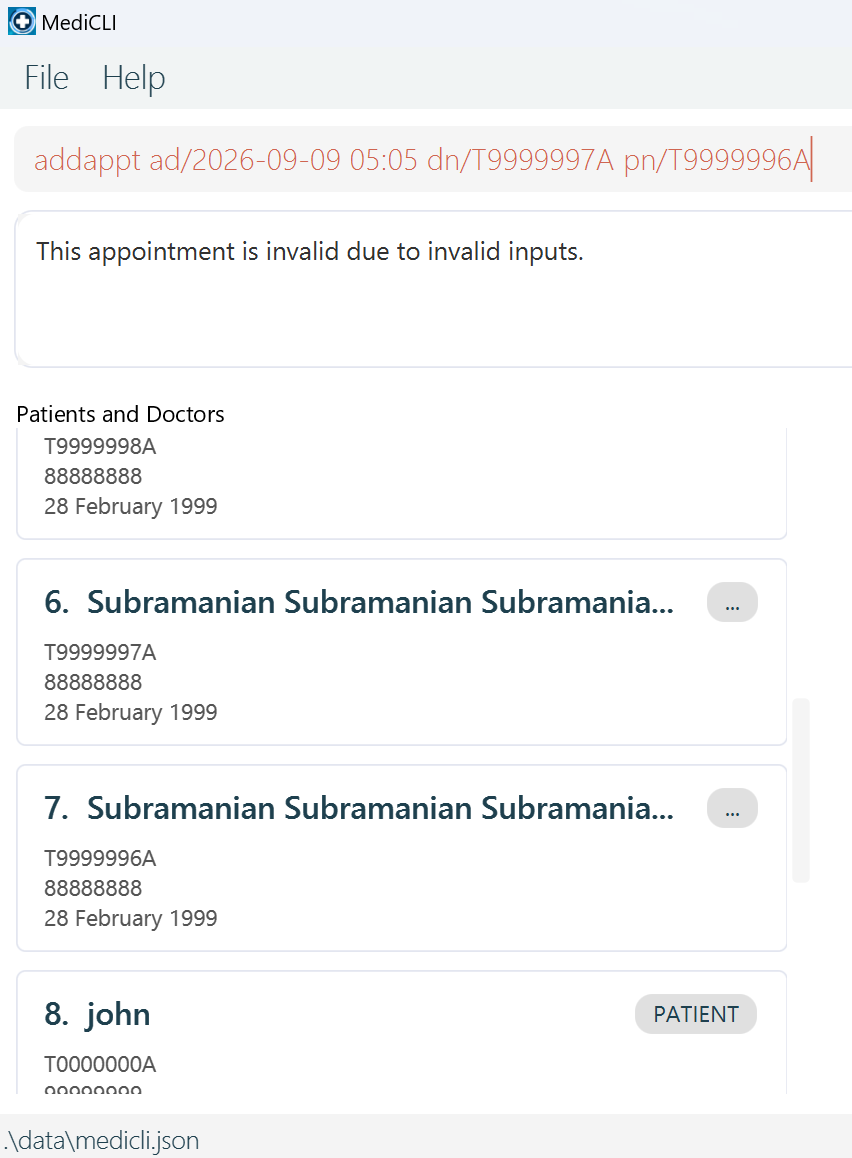 MediCLI
File Help
addappt ad/2026-09-09 05:05 dn/T9999997A pn/T9999996A
This appointment is invalid due to invalid inputs.
Patients and Doctors
T9999998A
88888888
28 February 1999
6. Subramanian Subramanian Subramania... ...
T9999997A
88888888
28 February 1999
7. Subramanian Subramanian Subramania... ...
T9999996A
88888888
28 February 1999
8. john PATIENT
T0000000A
99999999
.\data\medicli.json